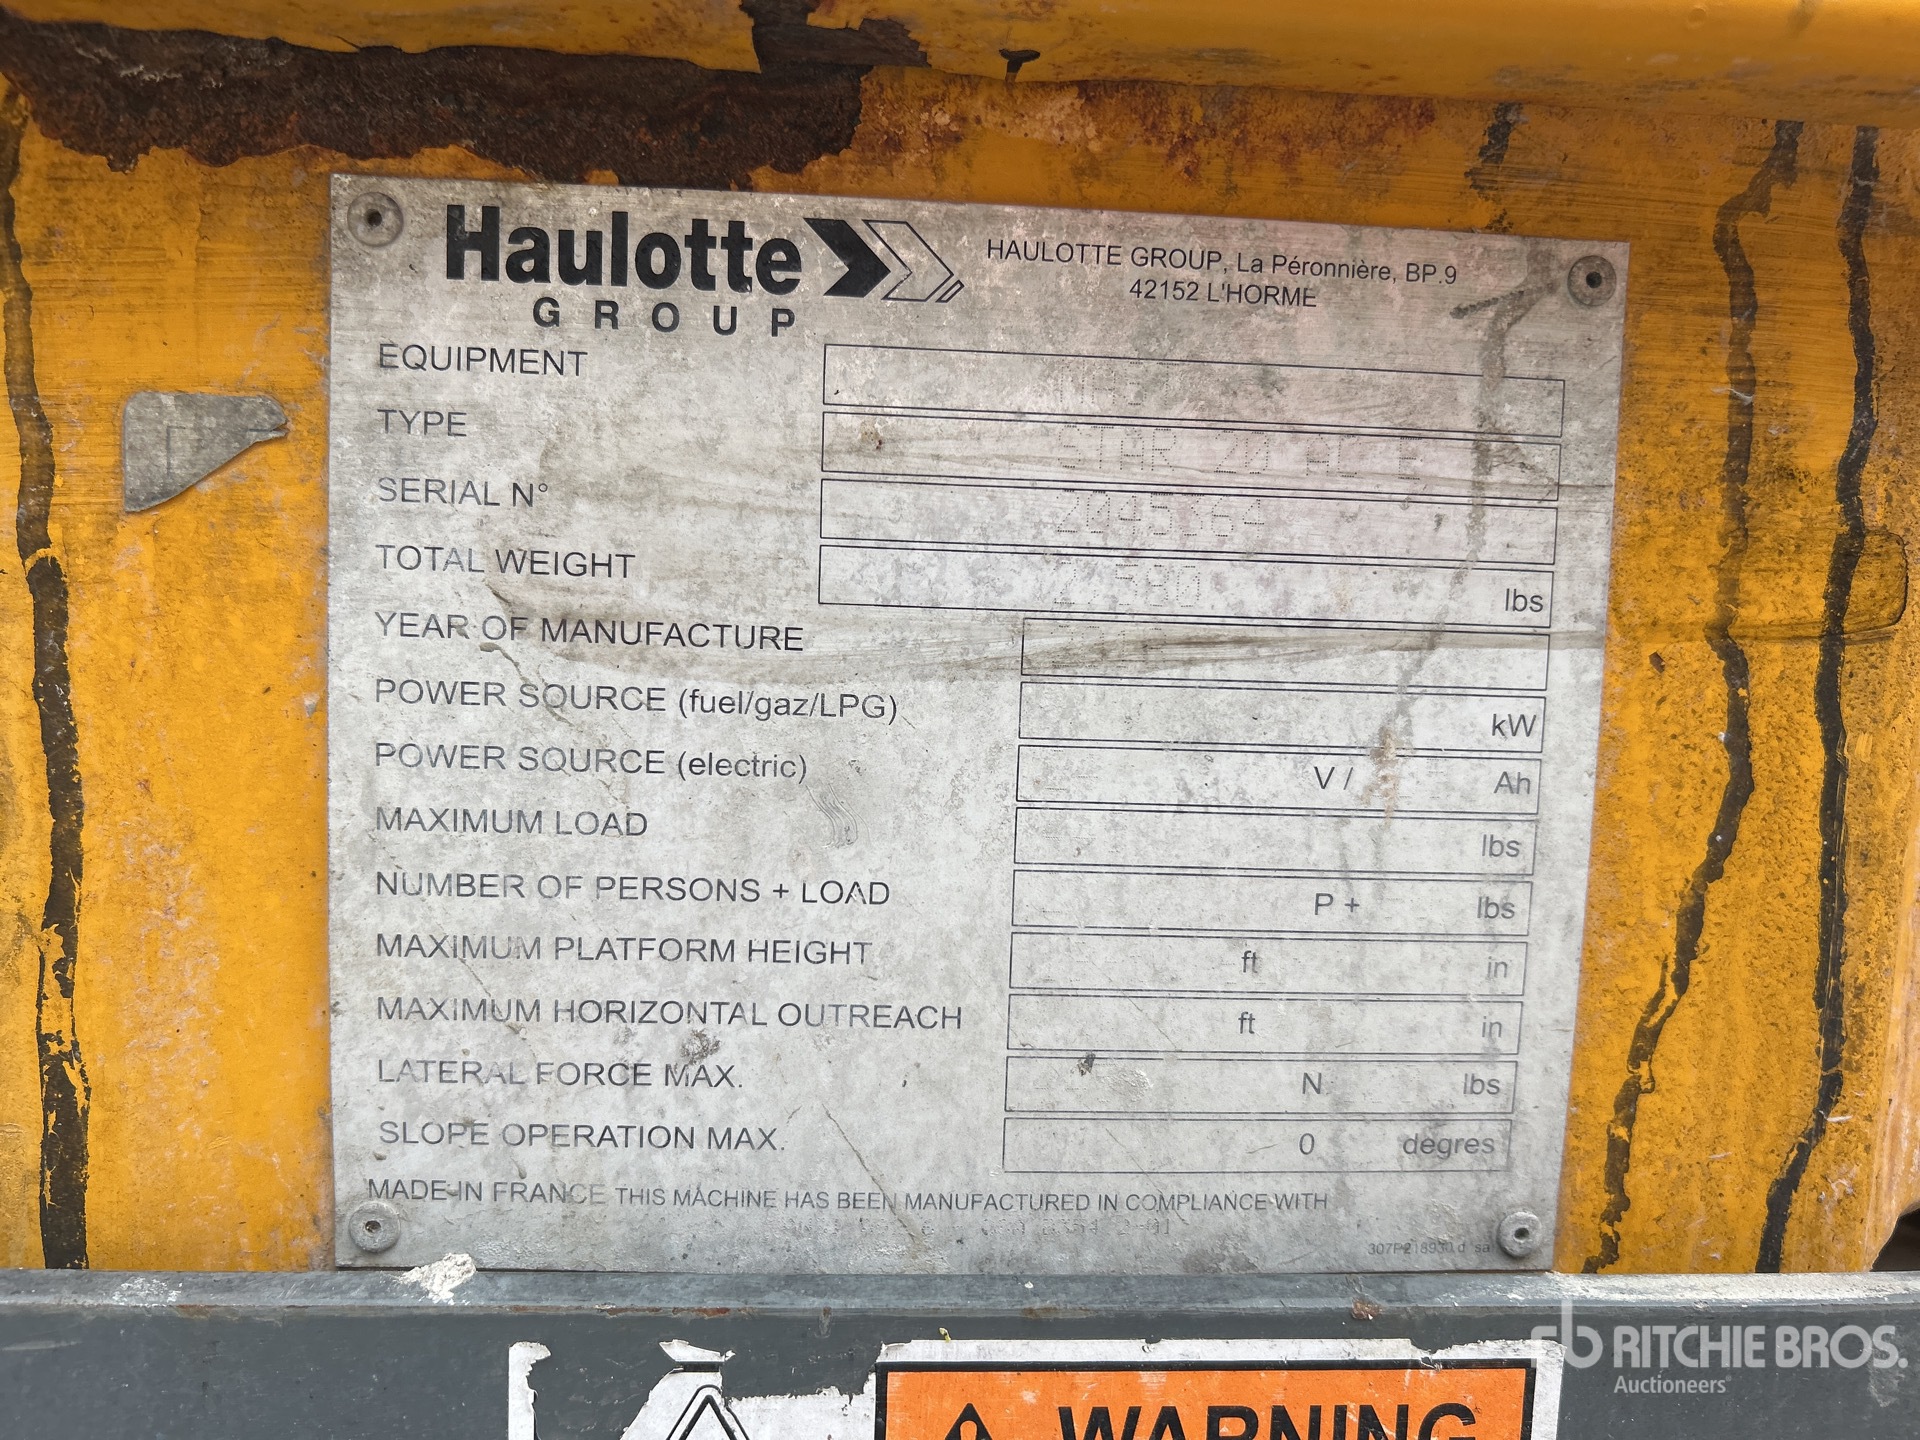 Haulotte
GROUP
HAULOTTE GROUP, La Péronnière, BP.9
42152 L'HORME
EQUIPMENT
TYPE STAR 20 AC E
SERIAL N° 2045364
TOTAL WEIGHT lbs
YEAR OF MANUFACTURE
POWER SOURCE (fuel/gaz/LPG) kW
POWER SOURCE (electric) V / Ah
MAXIMUM LOAD lbs
NUMBER OF PERSONS + LOAD P + lbs
MAXIMUM PLATFORM HEIGHT ft in
MAXIMUM HORIZONTAL OUTREACH ft in
LATERAL FORCE MAX. N lbs
SLOPE OPERATION MAX. 0 degres
MADE IN FRANCE THIS MACHINE HAS BEEN MANUFACTURED IN COMPLIANCE WITH
307P218930 d sa
WARNING
RITCHIE BROS.
Auctioneers